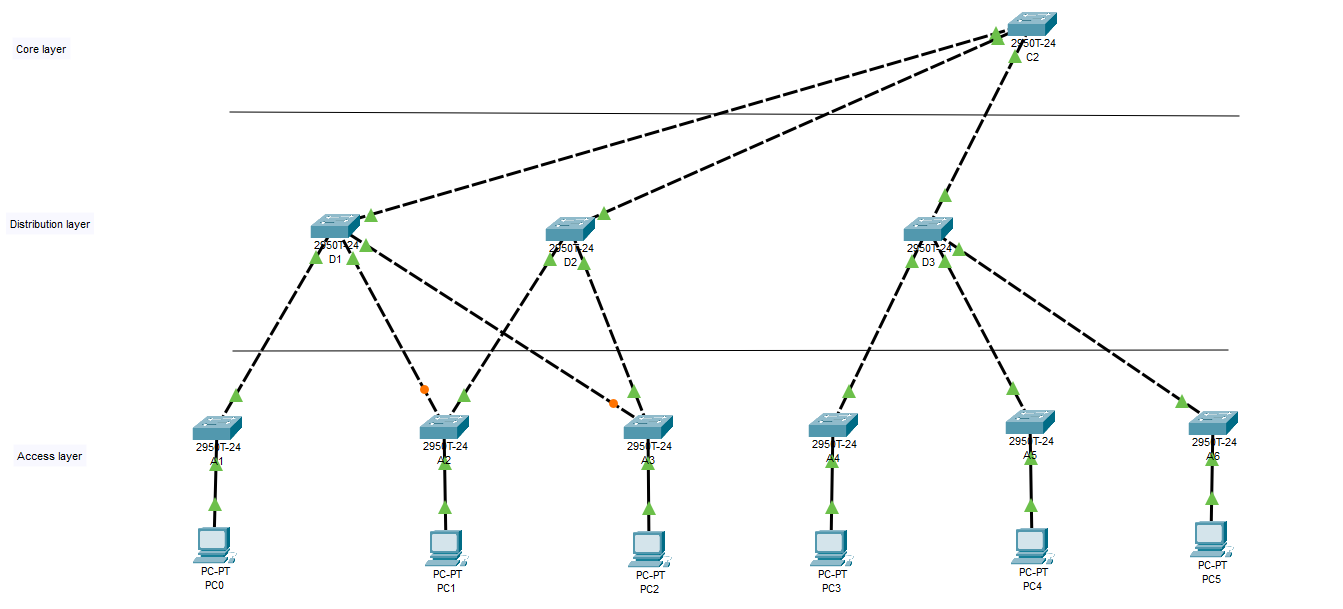 Core layer
2950T-24
C2
Distribution layer
2950T-24
D1
2950T-24
D2
2950T-24
D3
Access layer
2950T-24
A1
2950T-24
A2
2950T-24
A3
2950T-24
A4
2950T-24
A5
2950T-24
A6
PC-PT
PC0
PC-PT
PC1
PC-PT
PC2
PC-PT
PC3
PC-PT
PC4
PC-PT
PC5